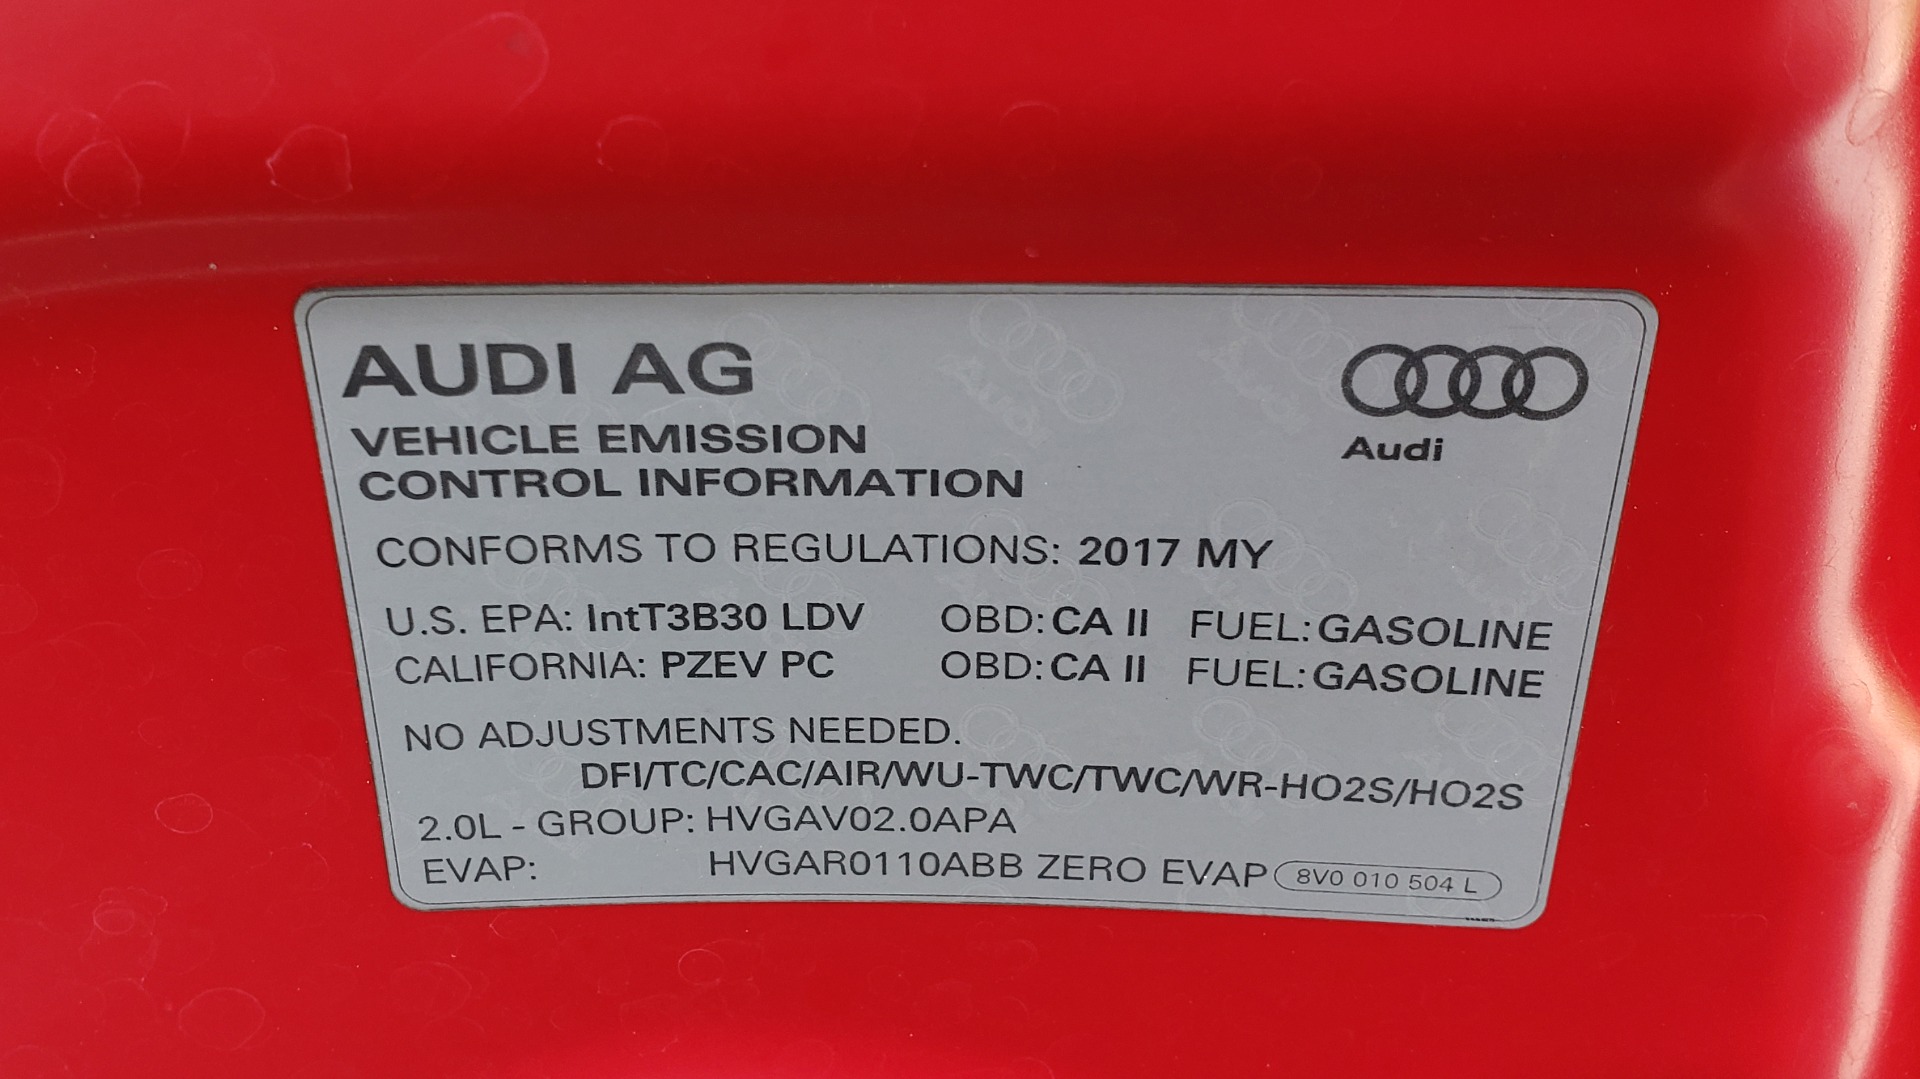 AUDI AG
Audi
VEHICLE EMISSION
CONTROL INFORMATION
CONFORMS TO REGULATIONS: 2017 MY
U.S. EPA: IntT3B30 LDV OBD: CA II FUEL: GASOLINE
CALIFORNIA: PZEV PC OBD: CA II FUEL: GASOLINE
NO ADJUSTMENTS NEEDED.
DFI/TC/CAC/AIR/WU-TWC/TWC/WR-HO2S/HO2S
2.0L - GROUP: HVGAV02.0APA
EVAP: HVGAR0110ABB ZERO EVAP 8V0 010 504 L